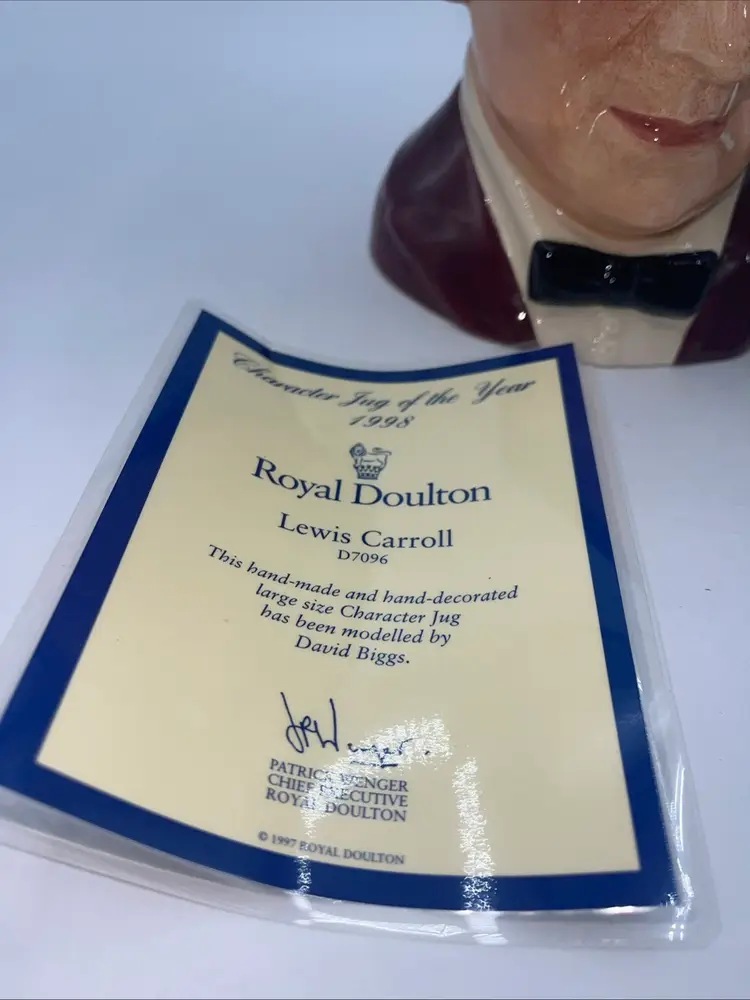 Character Jug of the Year
1998
Royal Doulton
Lewis Carroll
D7096
This hand-made and hand-decorated
large size Character Jug
has been modelled by
David Biggs.
JPWenger.
PATRICK WENGER
CHIEF EXECUTIVE
ROYAL DOULTON
© 1997 ROYAL DOULTON